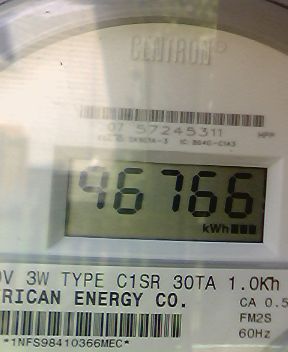 CENTRON®
57245311
46766
kWh
V 3W TYPE C1SR 30TA 1.0Kh
RICAN ENERGY CO.
CA 0.5
FM2S
60Hz
*1NFS98410366MEC*